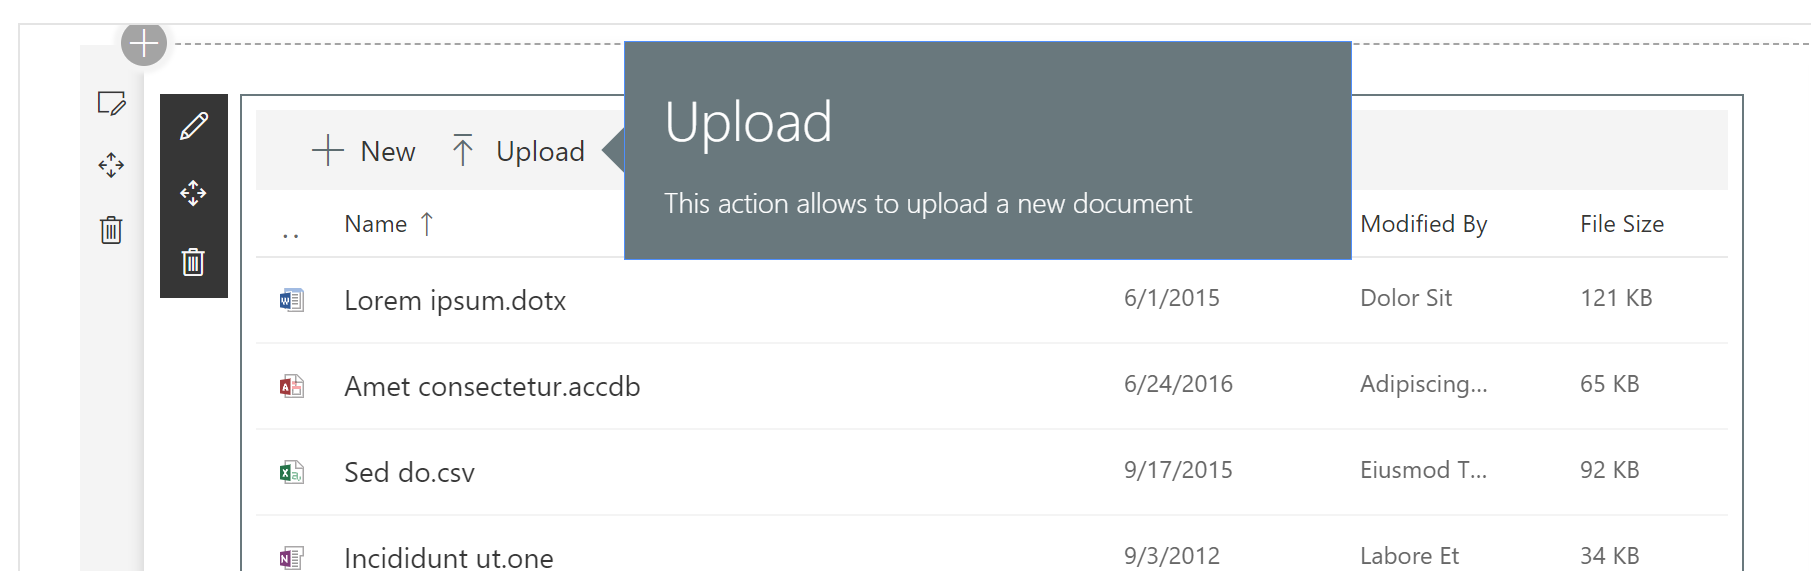 New Upload
Upload
This action allows to upload a new document
.. Name ↑ Modified By File Size
Lorem ipsum.dotx 6/1/2015 Dolor Sit 121 KB
Amet consectetur.accdb 6/24/2016 Adipiscing... 65 KB
Sed do.csv 9/17/2015 Eiusmod T... 92 KB
Incididunt ut.one 9/3/2012 Labore Et 34 KB